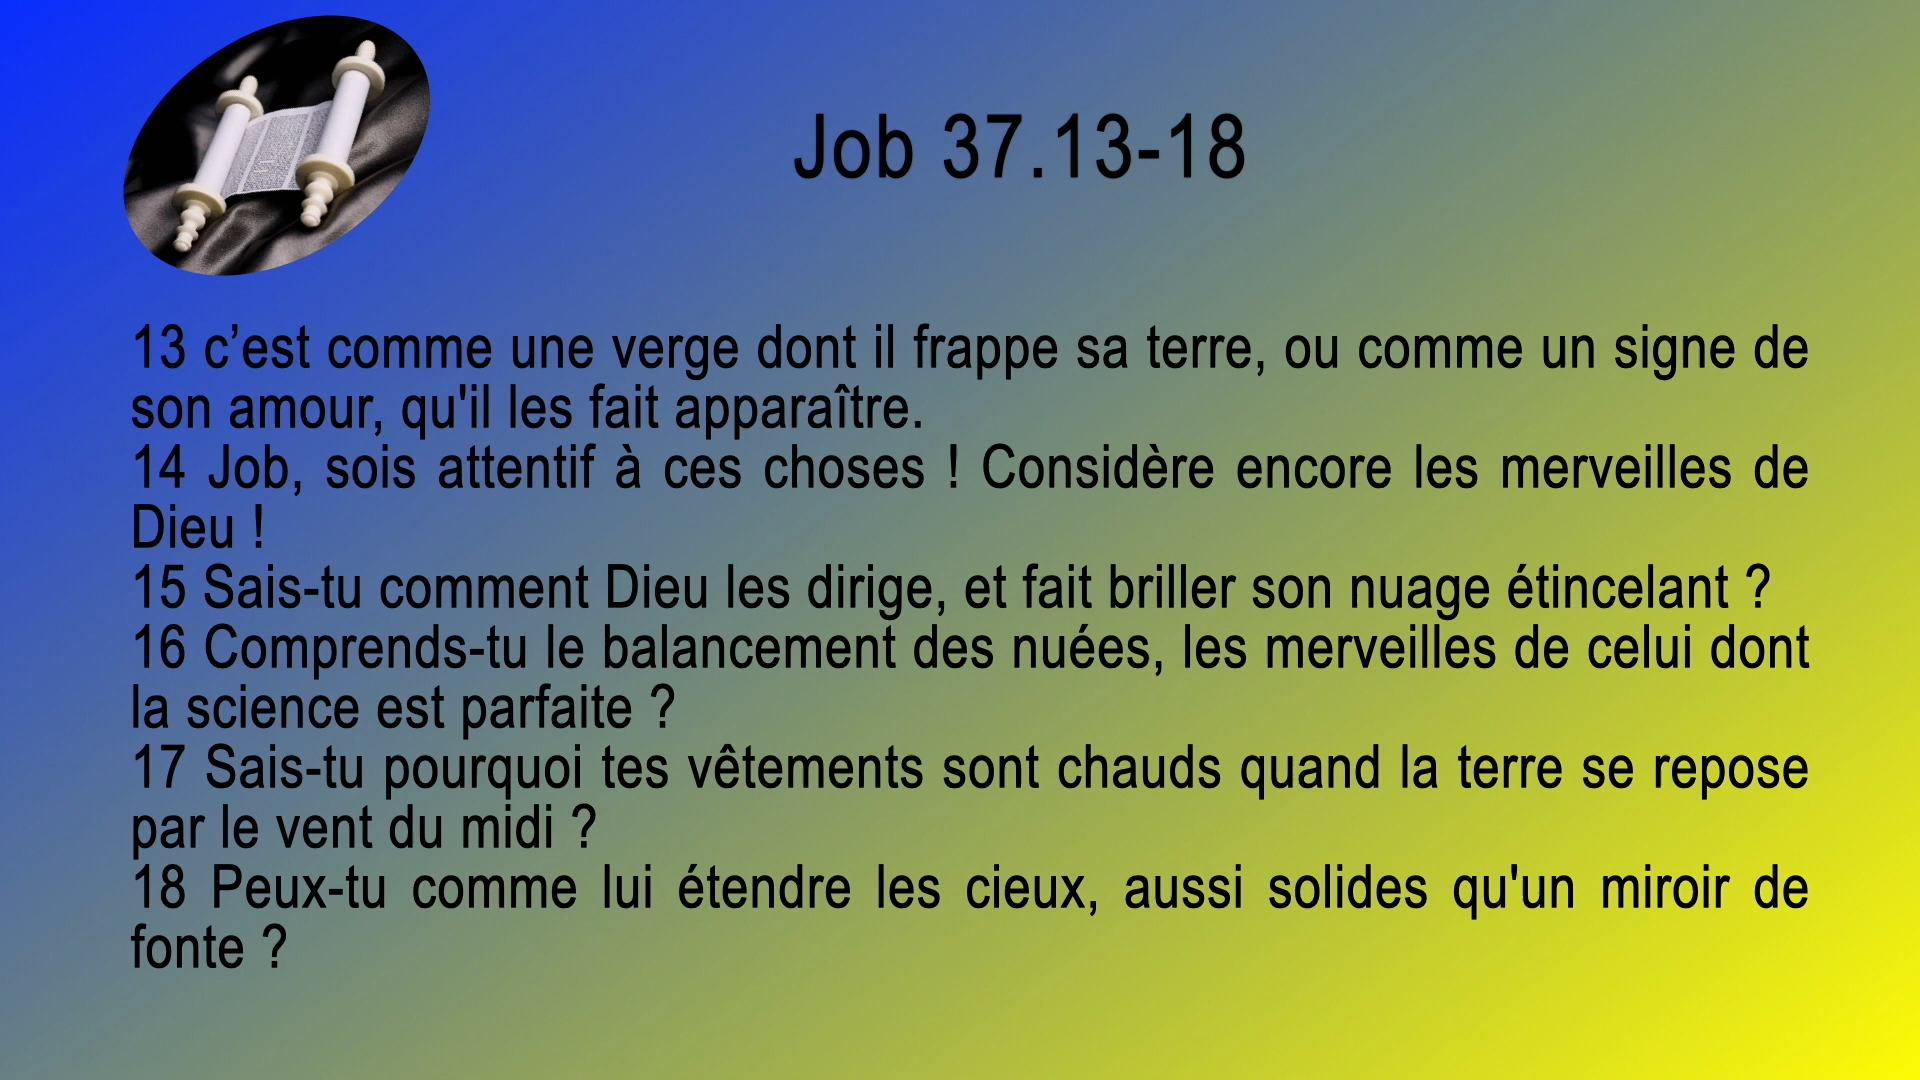 Job 37.13-18
13 c’est comme une verge dont il frappe sa terre, ou comme un signe de
son amour, qu'il les fait apparaître.
14 Job, sois attentif à ces choses ! Considère encore les merveilles de
Dieu !
15 Sais-tu comment Dieu les dirige, et fait briller son nuage étincelant ?
16 Comprends-tu le balancement des nuées, les merveilles de celui dont
la science est parfaite ?
17 Sais-tu pourquoi tes vêtements sont chauds quand la terre se repose
par le vent du midi ?
18 Peux-tu comme lui étendre les cieux, aussi solides qu'un miroir de
fonte ?